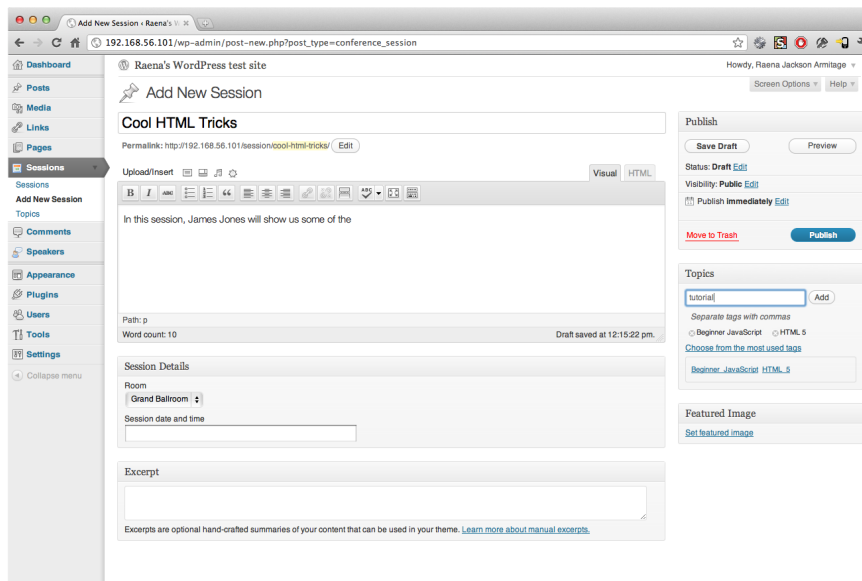 Add New Session ‹ Raena's W
192.168.56.101/wp-admin/post-new.php?post_type=conference_session
Raena's WordPress test site
Howdy, Raena Jackson Armitage
Screen Options
Help
Dashboard
Posts
Media
Links
Pages
Sessions
Sessions
Add New Session
Topics
Comments
Speakers
Appearance
Plugins
Users
Tools
Settings
Collapse menu
Add New Session
Cool HTML Tricks
Permalink: http://192.168.56.101/session/cool-html-tricks/ Edit
Upload/Insert
Visual HTML
B I ABC ABC
In this session, James Jones will show us some of the
Path: p
Word count: 10 Draft saved at 12:15:22 pm.
Session Details
Room
Grand Ballroom
Session date and time
Excerpt
Excerpts are optional hand-crafted summaries of your content that can be used in your theme. Learn more about manual excerpts.
Publish
Save Draft Preview
Status: Draft Edit
Visibility: Public Edit
Publish immediately Edit
Move to Trash Publish
Topics
tutorial Add
Separate tags with commas
Beginner JavaScript HTML 5
Choose from the most used tags
Beginner JavaScript HTML 5
Featured Image
Set featured image